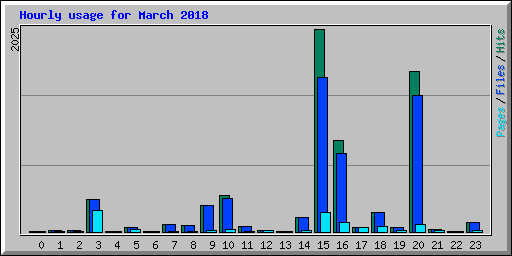 Hourly usage for March 2018
2025
Pages/Files/Hits
0 1 2 3 4 5 6 7 8 9 10 11 12 13 14 15 16 17 18 19 20 21 22 23